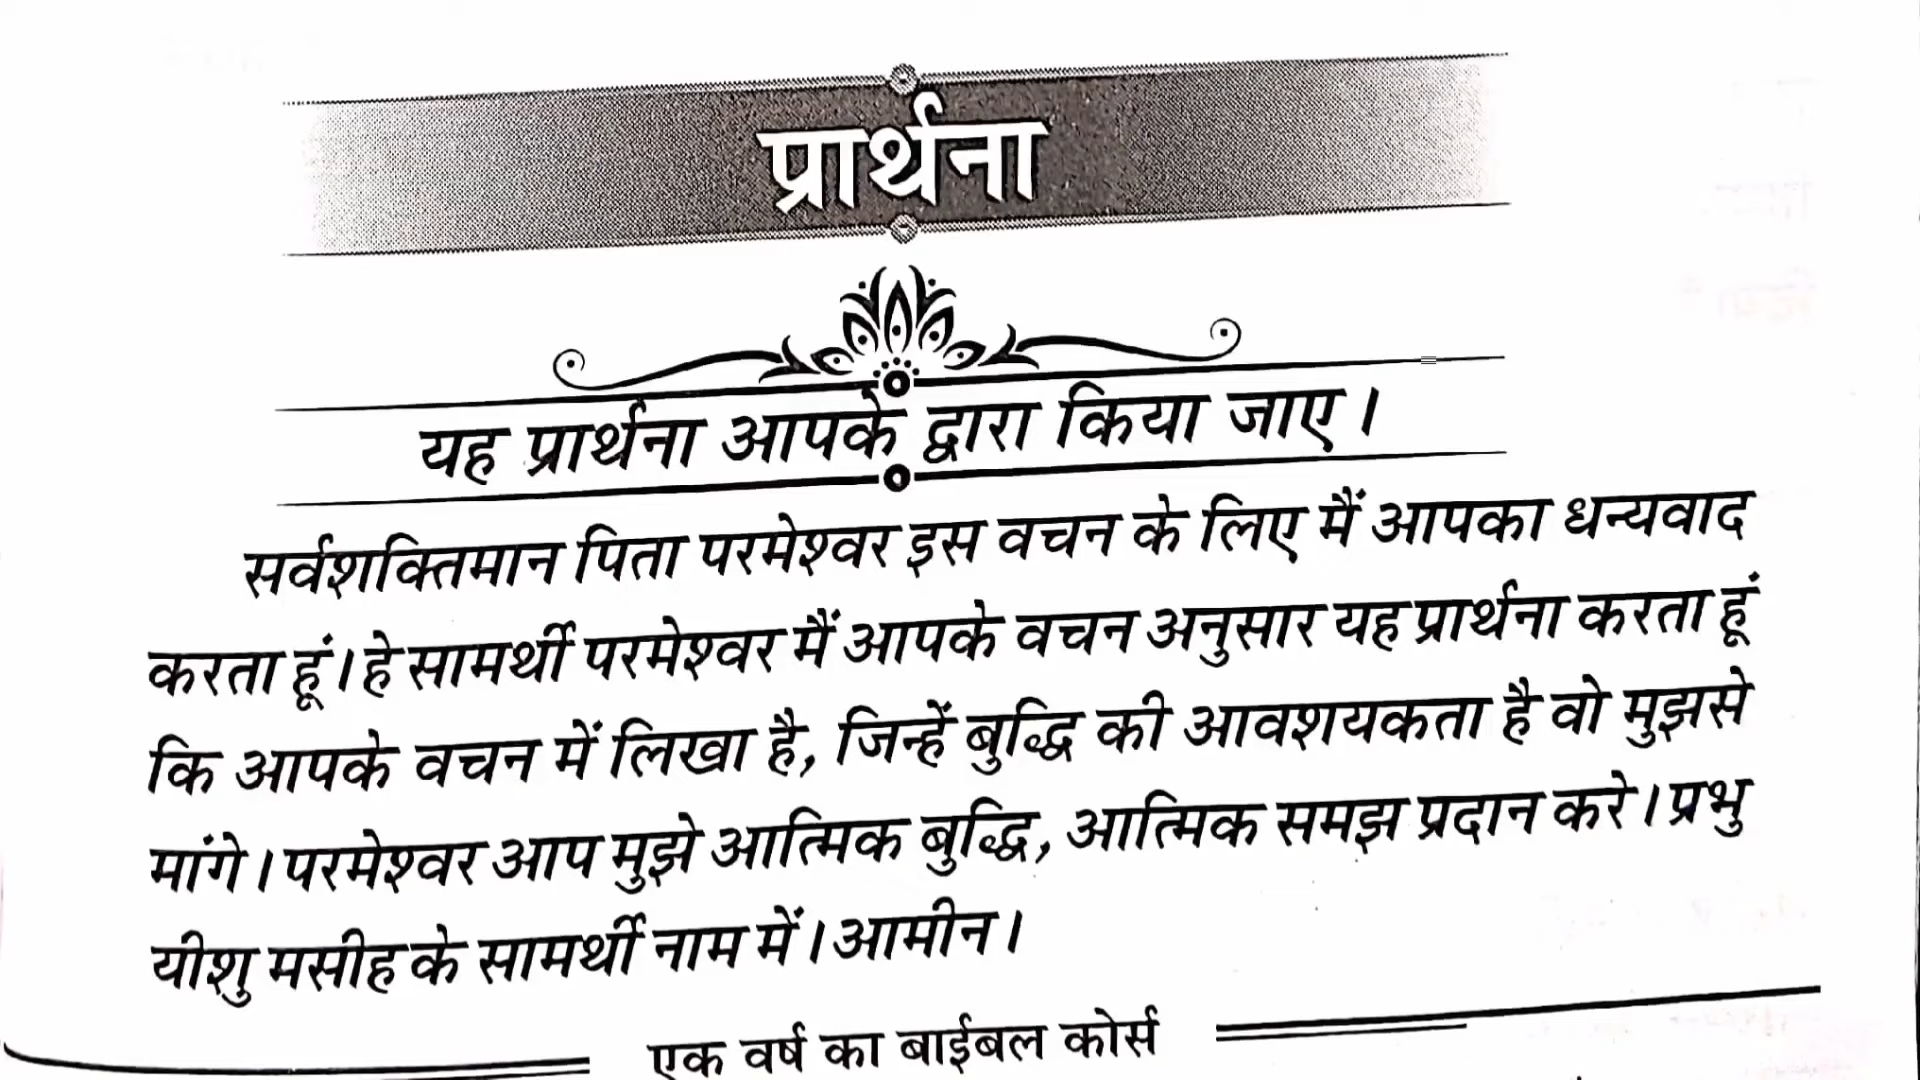 प्रार्थना
यह प्रार्थना आपके द्वारा किया जाए।
सर्वशक्तिमान पिता परमेश्वर इस वचन के लिए मैं आपका धन्यवाद
करता हूं। हे सामर्थी परमेश्वर मैं आपके वचन अनुसार यह प्रार्थना करता हूं
कि आपके वचन में लिखा है, जिन्हें बुद्धि की आवशयकता है वो मुझसे
मांगे। परमेश्वर आप मुझे आत्मिक बुद्धि, आत्मिक समझ प्रदान करे। प्रभु
यीशु मसीह के सामर्थी नाम में। आमीन।
एक वर्ष का बाईबल कोर्स